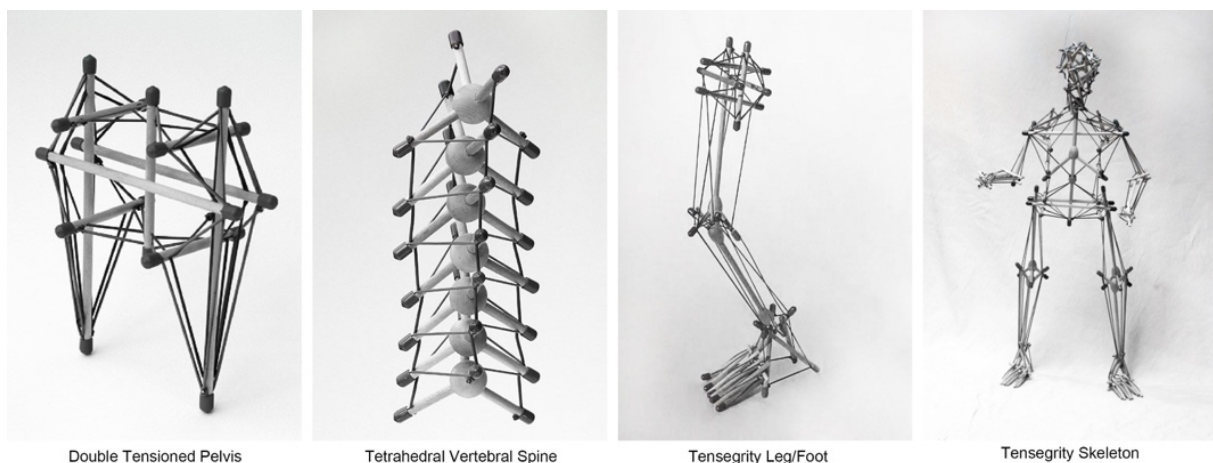 Double Tensioned Pelvis
Tetrahedral Vertebral Spine
Tensegrity Leg/Foot
Tensegrity Skeleton